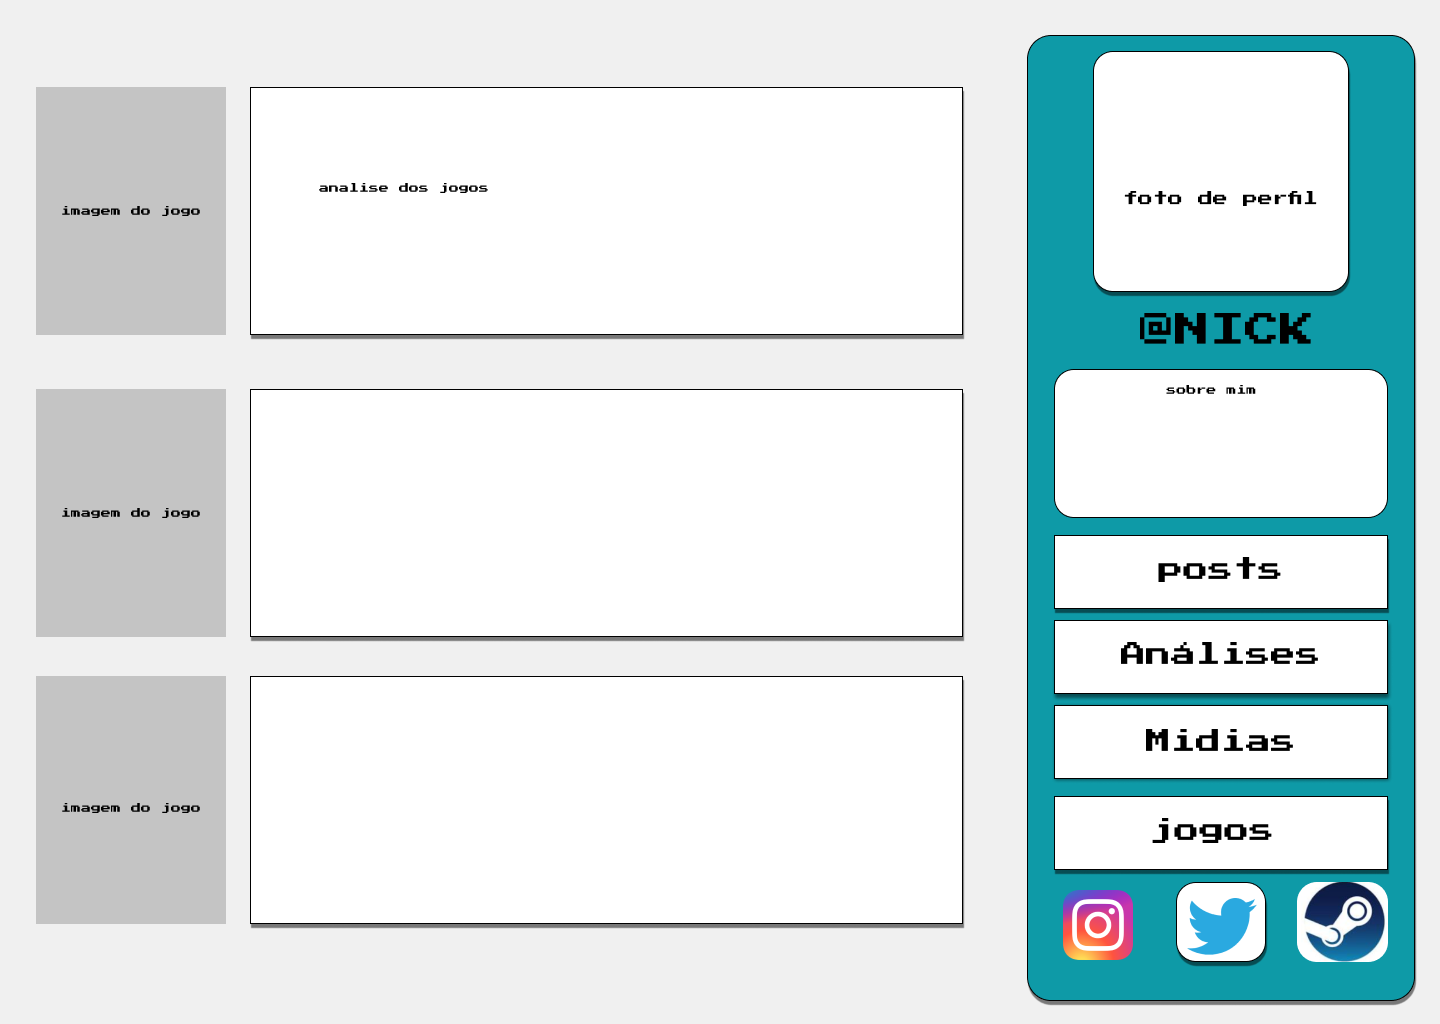 imagem do jogo
analise dos jogos
imagem do jogo
imagem do jogo
foto de perfil
@NICK
sobre mim
posts
Análises
Midias
jogos